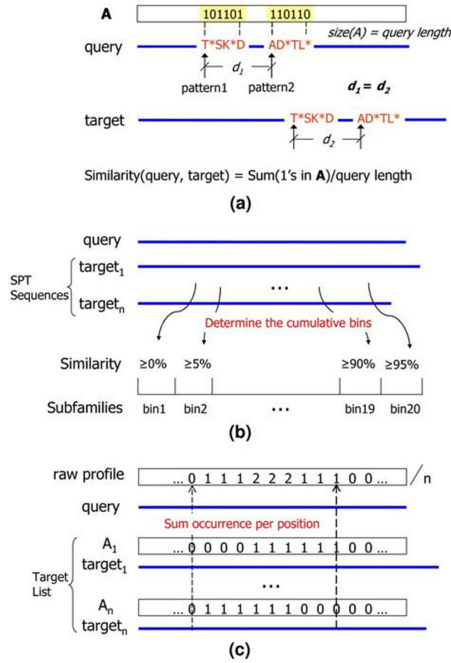 A 101101 110110
size(A) = query length
query T*SK*D AD*TL*
d1
pattern1 pattern2 d1 = d2
target T*SK*D AD*TL*
d2
Similarity(query, target) = Sum(1's in A)/query length
(a)
query
SPT Sequences
target1
...
targetn
Determine the cumulative bins
Similarity ≥0% ≥5% ≥90% ≥95%
Subfamilies bin1 bin2 ... bin19 bin20
(b)
raw profile ... 0 1 1 1 2 2 2 1 1 1 1 0 0 ... /n
query
Sum occurrence per position
Target List
A1 ... 0 0 0 0 1 1 1 1 1 1 1 0 0 ...
target1
...
An ... 0 1 1 1 1 1 1 0 0 0 0 0 0 ...
targetn
(c)